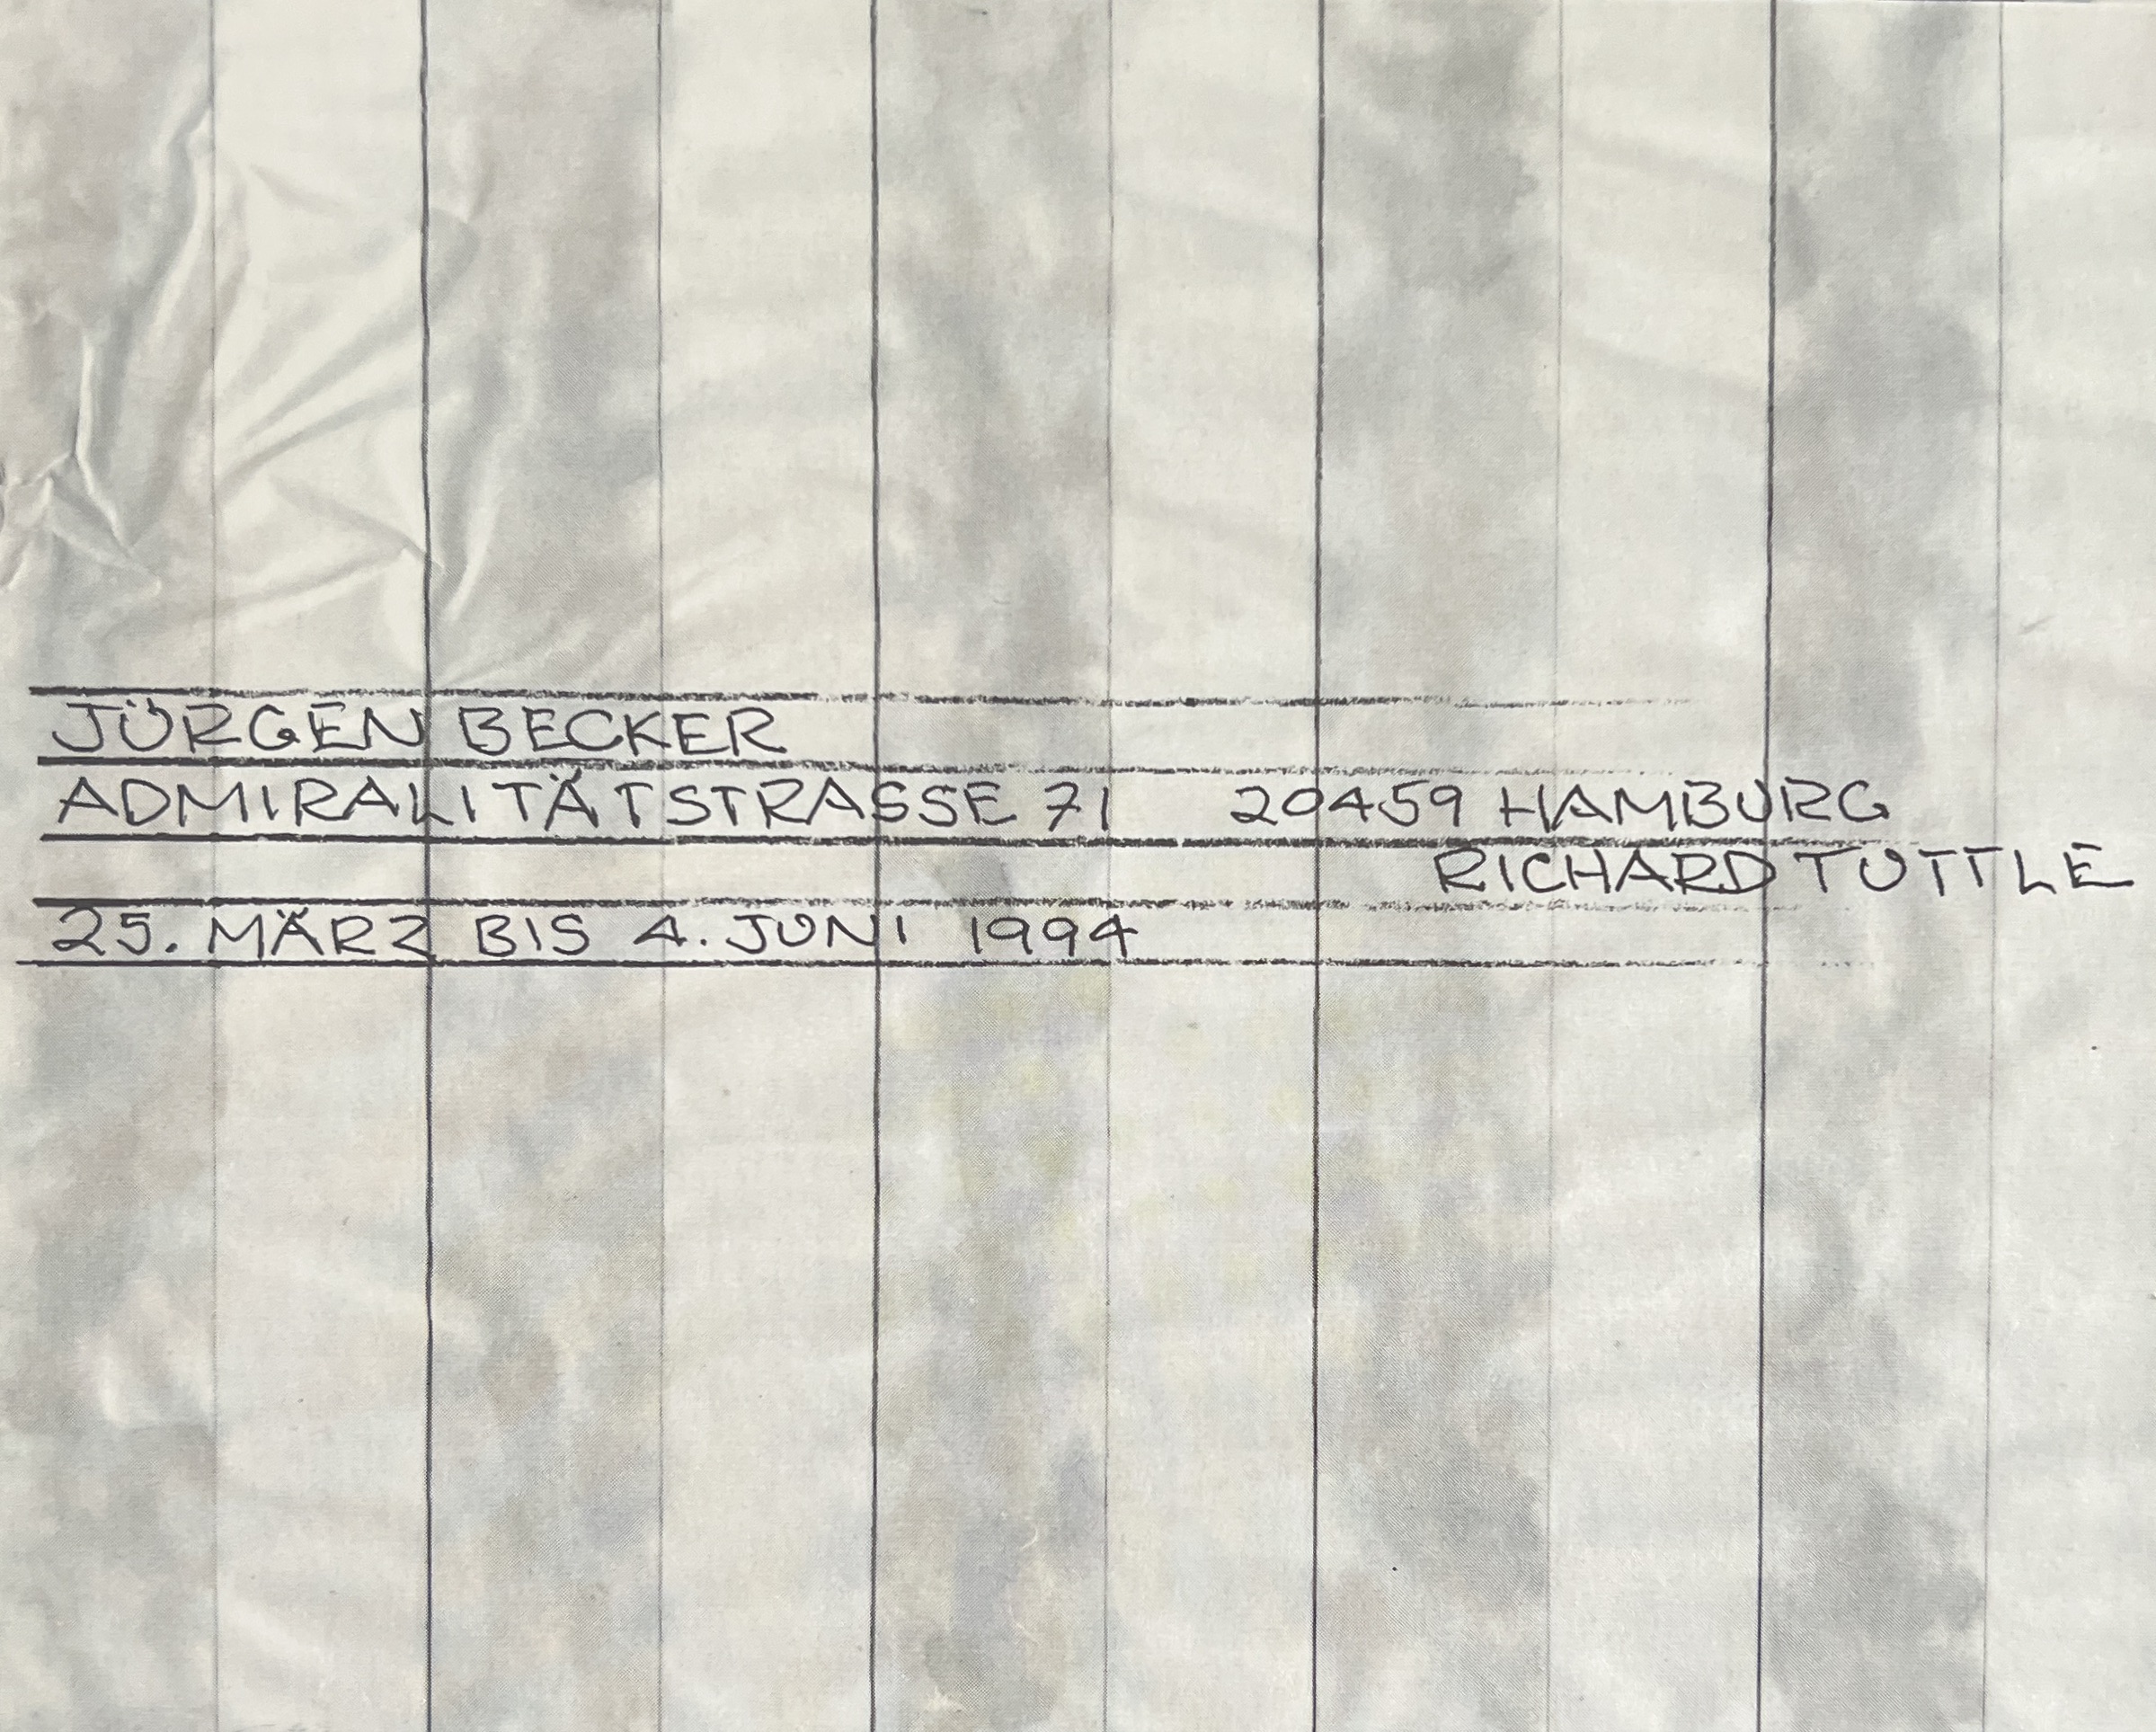 JÜRGEN BECKER
ADMIRALITÄTSTRASSE 71 20459 HAMBURG
RICHARD TUTTLE
25. MÄRZ BIS 4. JUNI 1994